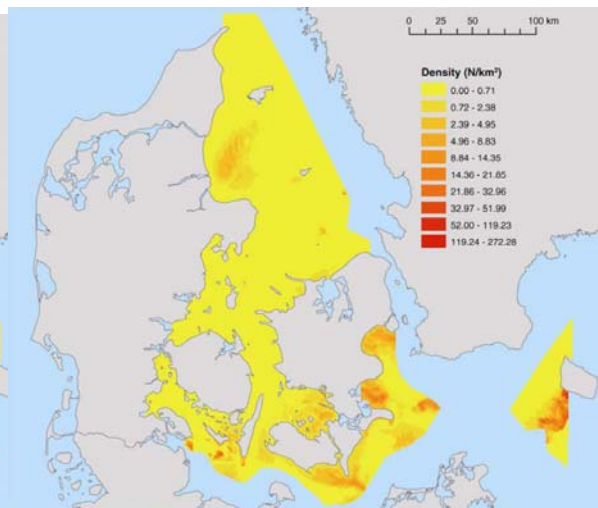 0 25 50 100 km
Density (N/km²)
0.00 - 0.71
0.72 - 2.38
2.39 - 4.95
4.96 - 8.83
8.84 - 14.35
14.36 - 21.85
21.86 - 32.96
32.97 - 51.99
52.00 - 119.23
119.24 - 272.28